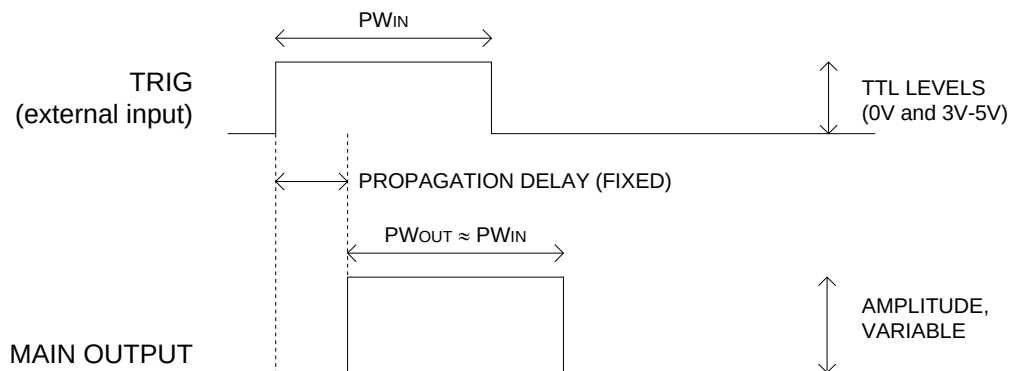 PWIN
TRIG
(external input)
TTL LEVELS
(0V and 3V-5V)
PROPAGATION DELAY (FIXED)
PWOUT ≈ PWIN
AMPLITUDE,
VARIABLE
MAIN OUTPUT